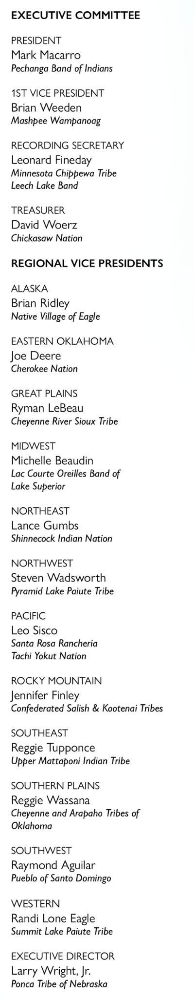 EXECUTIVE COMMITTEE
PRESIDENT
Mark Macarro
Pechanga Band of Indians
1ST VICE PRESIDENT
Brian Weeden
Mashpee Wampanoag
RECORDING SECRETARY
Leonard Fineday
Minnesota Chippewa Tribe
Leech Lake Band
TREASURER
David Woerz
Chickasaw Nation
REGIONAL VICE PRESIDENTS
ALASKA
Brian Ridley
Native Village of Eagle
EASTERN OKLAHOMA
Joe Deere
Cherokee Nation
GREAT PLAINS
Ryman LeBeau
Cheyenne River Sioux Tribe
MIDWEST
Michelle Beaudin
Lac Courte Oreilles Band of
Lake Superior
NORTHEAST
Lance Gumbs
Shinnecock Indian Nation
NORTHWEST
Steven Wadsworth
Pyramid Lake Paiute Tribe
PACIFIC
Leo Sisco
Santa Rosa Rancheria
Tachi Yokut Nation
ROCKY MOUNTAIN
Jennifer Finley
Confederated Salish & Kootenai Tribes
SOUTHEAST
Reggie Tupponce
Upper Mattaponi Indian Tribe
SOUTHERN PLAINS
Reggie Wassana
Cheyenne and Arapaho Tribes of
Oklahoma
SOUTHWEST
Raymond Aguilar
Pueblo of Santo Domingo
WESTERN
Randi Lone Eagle
Summit Lake Paiute Tribe
EXECUTIVE DIRECTOR
Larry Wright, Jr.
Ponca Tribe of Nebraska